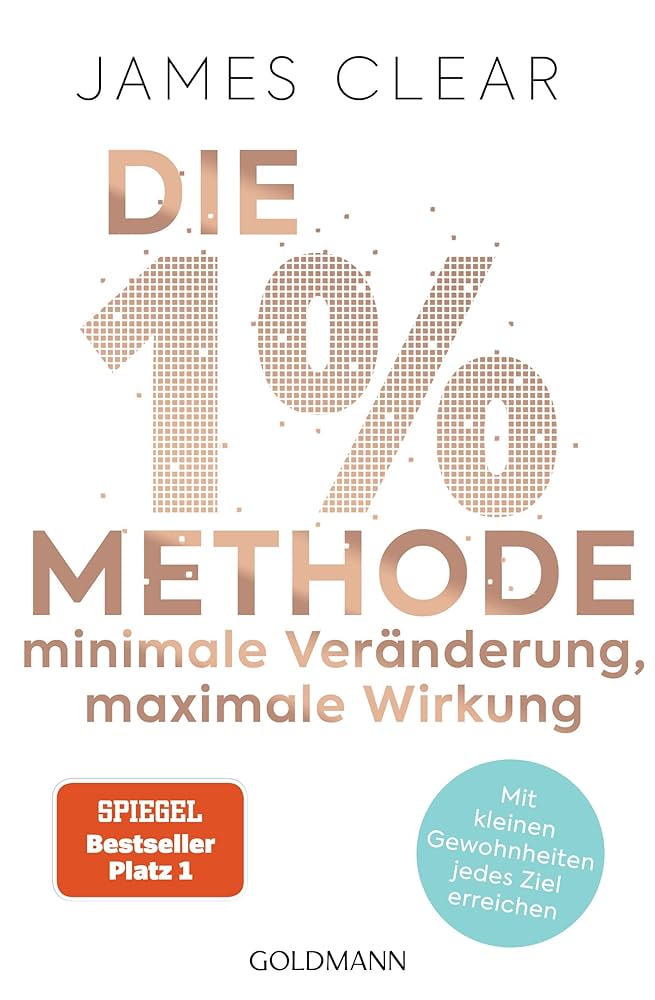 JAMES CLEAR
DIE
1%
METHODE
minimale Veränderung,
maximale Wirkung
SPIEGEL
Bestseller
Platz 1
Mit
kleinen
Gewohnheiten
jedes Ziel
erreichen
GOLDMANN